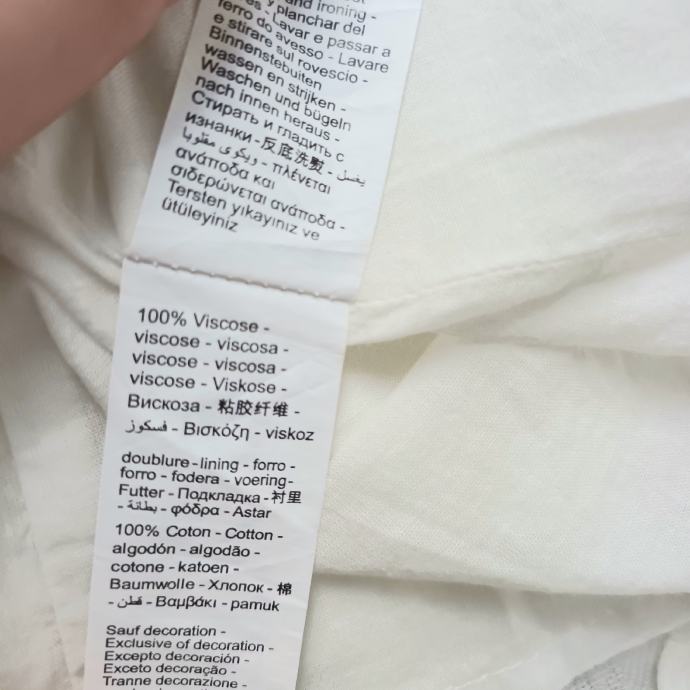 and ironing -
y planchar del
es - Lavar e passar a
ferro do avesso - Lavare
e stirare sul rovescio -
Binnenstebuiten
wassen en strijken -
Waschen und bügeln
nach innen heraus -
Стирать и гладить с
изнанки-反底洗熨 -
يغسل ويكوى مقلوبا - πλένεται
ανάποδα και
σιδερώνεται ανάποδα -
Tersten yıkayınız ve
ütüleyiniz
100% Viscose -
viscose - viscosa -
viscose - viscosa -
viscose - Viskose -
Вискоза - 粘胶纤维 -
فسكوز - Βισκόζη - viskoz
doublure - lining - forro -
forro - fodera - voering-
Futter - Подкладка - 衬里
- بطانة - φόδρα - Astar
100% Coton - Cotton -
algodón - algodão -
cotone - katoen -
Baumwolle - Хлопок - 棉
- قطن - Βαμβάκι - pamuk
Sauf decoration -
Exclusive of decoration -
Excepto decoración -
Exceto decoração -
Tranne decorazione -